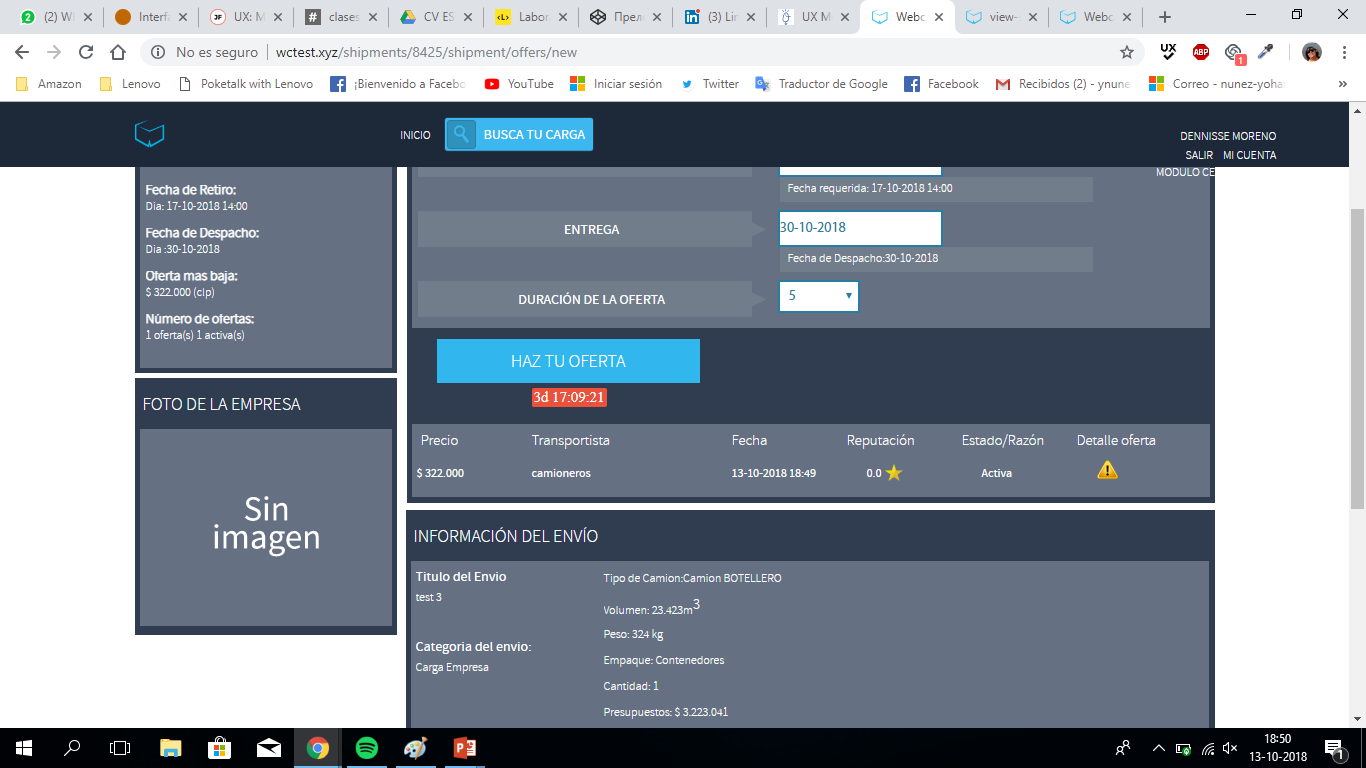 (2) Wh
Interfa
UX: M
clases
CV ES
Labor
Прел
(3) Lin
UX M
Webc
view-
Webc
No es seguro | wctest.xyz/shipments/8425/shipment/offers/new
Amazon Lenovo Poketalk with Lenovo ¡Bienvenido a Facebo YouTube Iniciar sesión Twitter Traductor de Google Facebook Recibidos (2) - ynune Correo - nunez-yoha »
INICIO BUSCA TU CARGA
DENNISSE MORENO
SALIR MI CUENTA
MODULO CE
Fecha de Retiro:
Dia: 17-10-2018 14:00
Fecha de Despacho:
Dia :30-10-2018
Oferta mas baja:
$ 322.000 (clp)
Número de ofertas:
1 oferta(s) 1 activa(s)
FOTO DE LA EMPRESA
Sin
imagen
Fecha requerida: 17-10-2018 14:00
ENTREGA 30-10-2018
Fecha de Despacho:30-10-2018
DURACIÓN DE LA OFERTA 5
HAZ TU OFERTA
3d 17:09:21
Precio Transportista Fecha Reputación Estado/Razón Detalle oferta
$ 322.000 camioneros 13-10-2018 18:49 0.0 Activa
INFORMACIÓN DEL ENVÍO
Titulo del Envio
test 3
Categoria del envio:
Carga Empresa
Tipo de Camion:Camion BOTELLERO
Volumen: 23.423m3
Peso: 324 kg
Empaque: Contenedores
Cantidad: 1
Presupuestos: $ 3.223.041
18:50
13-10-2018